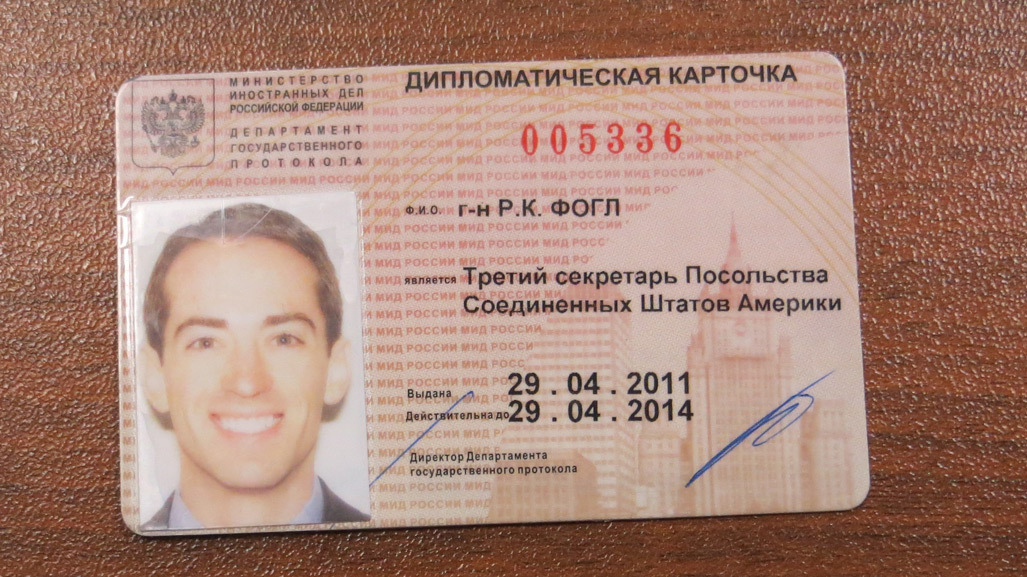 МИНИСТЕРСТВО
ИНОСТРАННЫХ ДЕЛ
РОССИЙСКОЙ ФЕДЕРАЦИИ
ДЕПАРТАМЕНТ
ГОСУДАРСТВЕННОГО
ПРОТОКОЛА
ДИПЛОМАТИЧЕСКАЯ КАРТОЧКА
005336
Ф.И.О. г-н Р.К. ФОГЛ
является Третий секретарь Посольства
Соединенных Штатов Америки
Выдана 29 . 04 . 2011
Действительна до 29 . 04 . 2014
Директор Департамента
государственного протокола
МИД РОССИИ МИД РОССИИ МИД РОССИИ